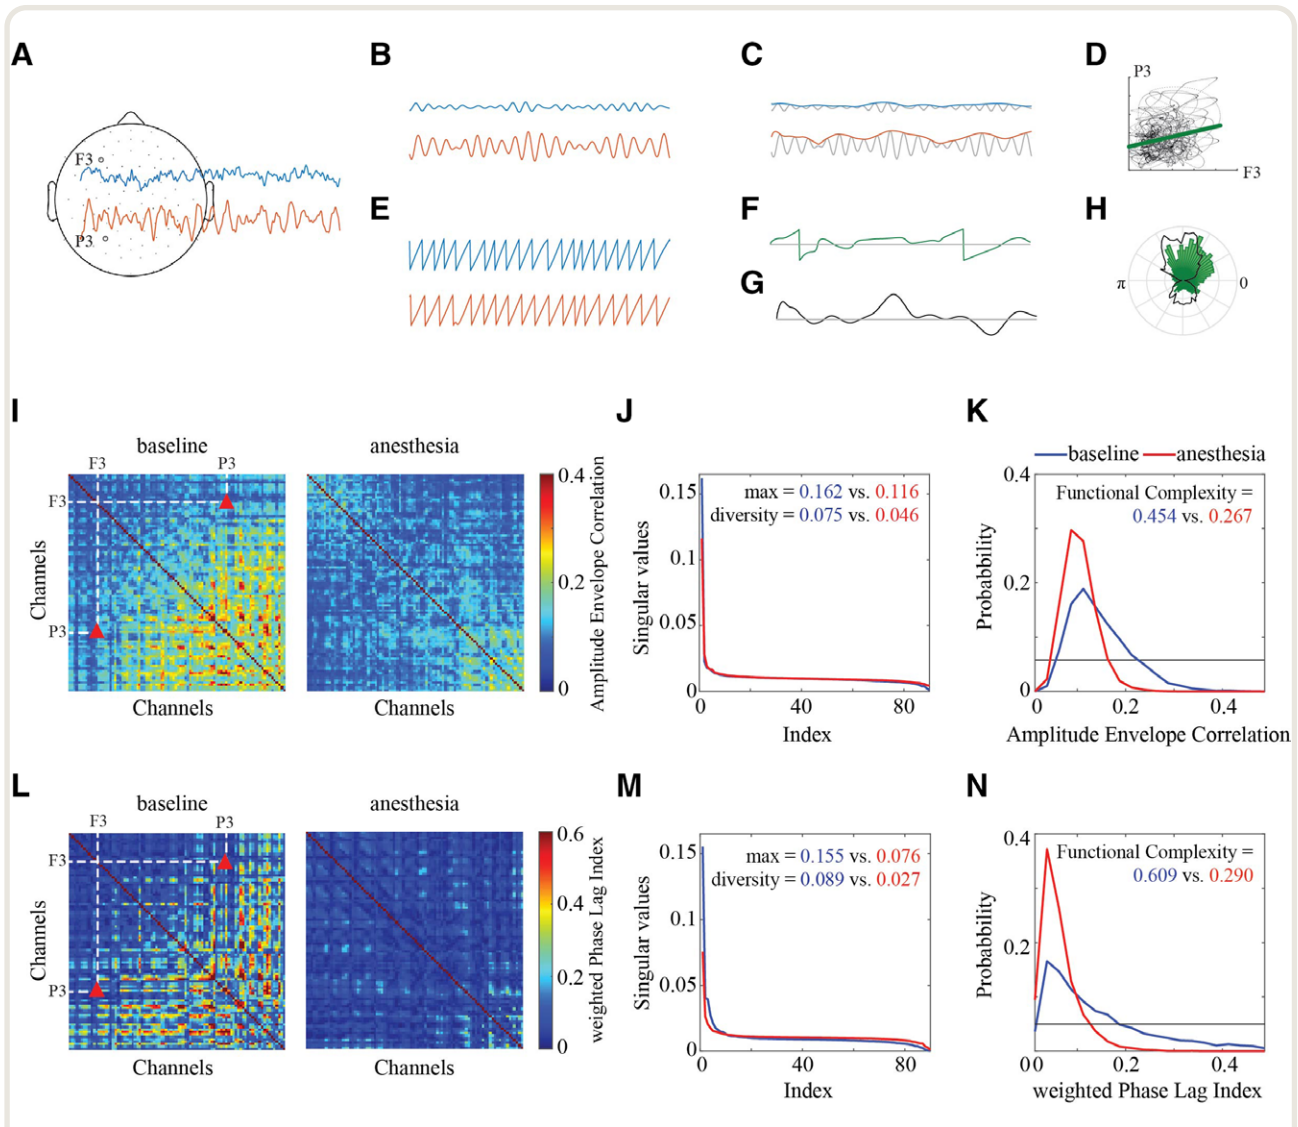 A
B
C
D
P3
F3
P3
F3
E
F
G
H
π
0
I
baseline
anesthesia
F3
P3
F3
P3
Channels
Channels
Channels
0.4
0.2
0
Amplitude Envelope Correlation
J
max = 0.162 vs. 0.116
diversity = 0.075 vs. 0.046
Singular values
0.15
0.1
0.05
0
0
40
80
Index
K
baseline
anesthesia
Functional Complexity =
0.454 vs. 0.267
Probabbility
0.4
0.2
0
0
0.2
0.4
Amplitude Envelope Correlation
L
baseline
anesthesia
F3
P3
F3
P3
Channels
Channels
Channels
0.6
0.4
0.2
0
weighted Phase Lag Index
M
max = 0.155 vs. 0.076
diversity = 0.089 vs. 0.027
Singular values
0.15
0.1
0.05
0
0
40
80
Index
N
Functional Complexity =
0.609 vs. 0.290
Probabbility
0.4
0.2
0
0
0.2
0.4
weighted Phase Lag Index